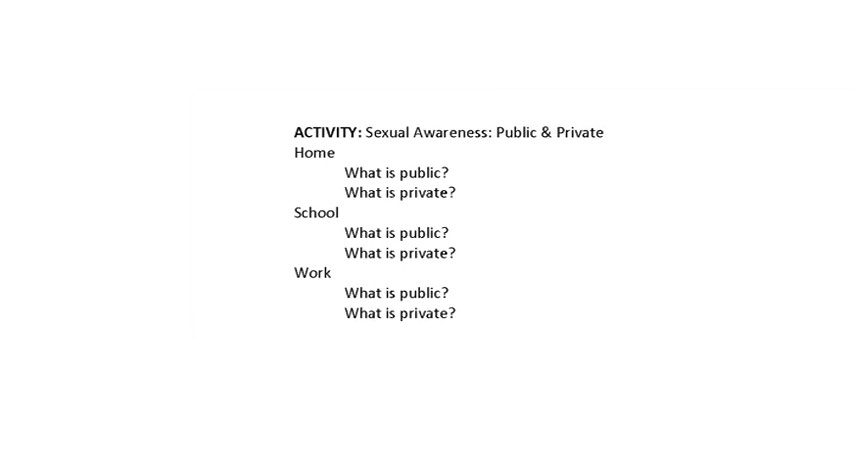 ACTIVITY: Sexual Awareness: Public & Private
Home
What is public?
What is private?
School
What is public?
What is private?
Work
What is public?
What is private?